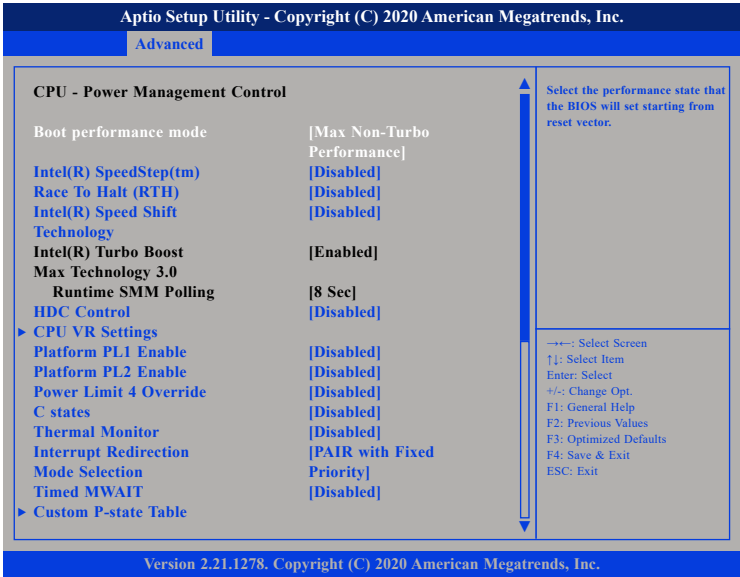 Aptio Setup Utility - Copyright (C) 2020 American Megatrends, Inc.
Advanced
CPU - Power Management Control
Boot performance mode [Max Non-Turbo
Performance]
Intel(R) SpeedStep(tm) [Disabled]
Race To Halt (RTH) [Disabled]
Intel(R) Speed Shift [Disabled]
Technology
Intel(R) Turbo Boost [Enabled]
Max Technology 3.0
Runtime SMM Polling [8 Sec]
HDC Control [Disabled]
▶ CPU VR Settings
Platform PL1 Enable [Disabled]
Platform PL2 Enable [Disabled]
Power Limit 4 Override [Disabled]
C states [Disabled]
Thermal Monitor [Disabled]
Interrupt Redirection [PAIR with Fixed
Mode Selection Priority]
Timed MWAIT [Disabled]
▶ Custom P-state Table
Select the performance state that
the BIOS will set starting from
reset vector.
→←: Select Screen
↑↓: Select Item
Enter: Select
+/-: Change Opt.
F1: General Help
F2: Previous Values
F3: Optimized Defaults
F4: Save & Exit
ESC: Exit
Version 2.21.1278. Copyright (C) 2020 American Megatrends, Inc.